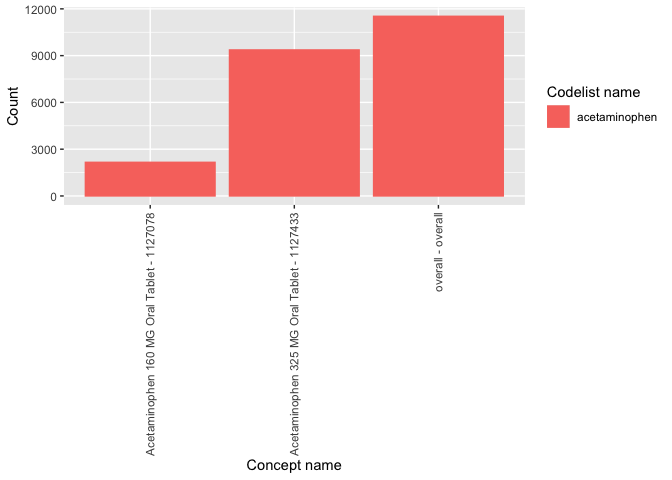 12000
9000
6000
3000
0
Count
Acetaminophen 160 MG Oral Tablet - 1127078
Acetaminophen 325 MG Oral Tablet - 1127433
overall - overall
Concept name
Codelist name
acetaminophen